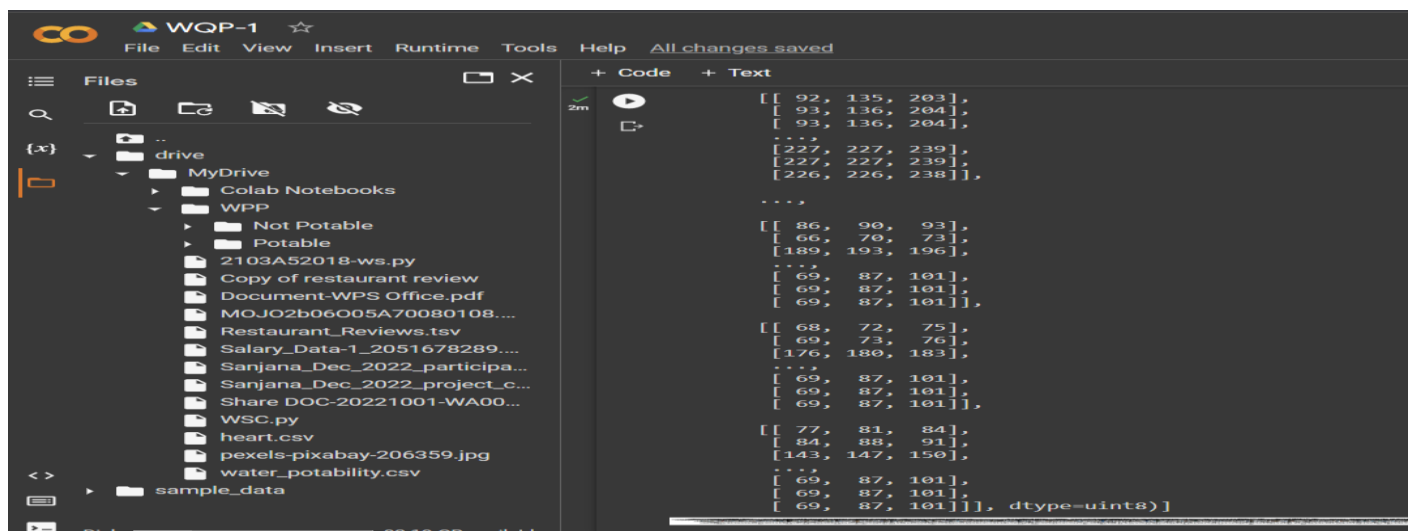 WQP-1
File Edit View Insert Runtime Tools Help All changes saved
Files
+ Code + Text
..
drive
MyDrive
Colab Notebooks
WPP
Not Potable
Potable
2103A52018-ws.py
Copy of restaurant review
Document-WPS Office.pdf
MOJO2b06O05A70080108....
Restaurant_Reviews.tsv
Salary_Data-1_2051678289....
Sanjana_Dec_2022_participa...
Sanjana_Dec_2022_project_c...
Share DOC-20221001-WA00...
WSC.py
heart.csv
pexels-pixabay-206359.jpg
water_potability.csv
sample_data
{x}
< >
2m
[[ 92, 135, 203],
[ 93, 136, 204],
[ 93, 136, 204],
...,
[227, 227, 239],
[227, 227, 239],
[226, 226, 238]],
...,
[[ 86, 90, 93],
[ 66, 70, 73],
[189, 193, 196],
...,
[ 69, 87, 101],
[ 69, 87, 101],
[ 69, 87, 101]],
[[ 68, 72, 75],
[ 69, 73, 76],
[176, 180, 183],
...,
[ 69, 87, 101],
[ 69, 87, 101],
[ 69, 87, 101]],
[[ 77, 81, 84],
[ 84, 88, 91],
[143, 147, 150],
...,
[ 69, 87, 101],
[ 69, 87, 101],
[ 69, 87, 101]]], dtype=uint8)]